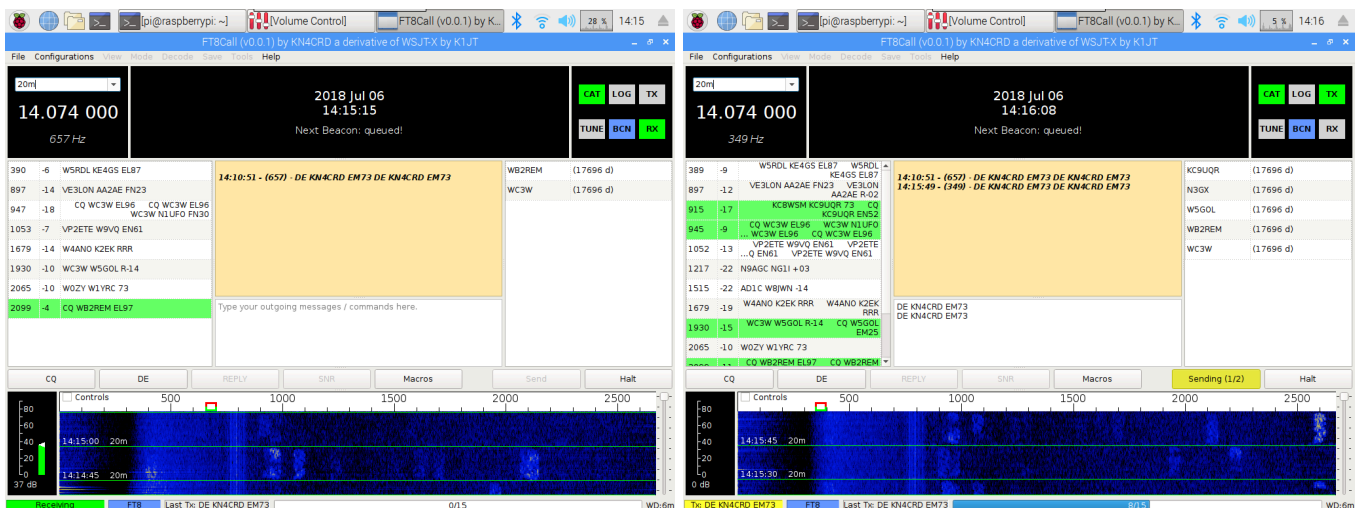 [pi@raspberrypi: ~] [Volume Control] FT8Call (v0.0.1) by K... 28 % 14:15
FT8Call (v0.0.1) by KN4CRD a derivative of WSJT-X by K1JT
File Configurations View Mode Decode Save Tools Help
20m
14.074 000
657 Hz
2018 Jul 06
14:15:15
Next Beacon: queued!
CAT LOG TX
TUNE BCN RX
390 -6 W5RDL KE4GS EL87
897 -14 VE3LON AA2AE FN23
947 -18 CQ WC3W EL96 CQ WC3W EL96
WC3W N1UFO FN30
1053 -7 VP2ETE W9VQ EN61
1679 -14 W4ANO K2EK RRR
1930 -10 WC3W W5GOL R-14
2065 -10 W0ZY W1YRC 73
2099 -4 CQ WB2REM EL97
14:10:51 - (657) - DE KN4CRD EM73 DE KN4CRD EM73
Type your outgoing messages / commands here.
WB2REM (17696 d)
WC3W (17696 d)
CQ DE REPLY SNR Macros Send Halt
80
60
40
20
0
37 dB
Controls 500 1000 1500 2000 2500
14:15:00 20m
14:14:45 20m
Receiving FT8 Last Tx: DE KN4CRD EM73 0/15 WD:6m
[pi@raspberrypi: ~] [Volume Control] FT8Call (v0.0.1) by K... 5 % 14:16
FT8Call (v0.0.1) by KN4CRD a derivative of WSJT-X by K1JT
File Configurations View Mode Decode Save Tools Help
20m
14.074 000
349 Hz
2018 Jul 06
14:16:08
Next Beacon: queued!
CAT LOG TX
TUNE BCN RX
389 -9 W5RDL KE4GS EL87 W5RDL
KE4GS EL87
897 -12 VE3LON AA2AE FN23 VE3LON
AA2AE R-02
915 -17 KC8WSM KC9UQR 73 CQ
KC9UQR EN52
945 -9 CQ WC3W EL96 WC3W N1UFO
... WC3W EL96 CQ WC3W EL96
1052 -13 VP2ETE W9VQ EN61 VP2ETE
...Q EN61 VP2ETE W9VQ EN61
1217 -22 N9AGC NG1I +03
1515 -22 AD1C W8JWN -14
1679 -19 W4ANO K2EK RRR W4ANO K2EK
RRR
1930 -15 WC3W W5GOL R-14 CQ W5GOL
EM25
2065 -10 W0ZY W1YRC 73
CQ WB2REM EL97 CQ WB2REM
14:10:51 - (657) - DE KN4CRD EM73 DE KN4CRD EM73
14:15:49 - (349) - DE KN4CRD EM73 DE KN4CRD EM73
DE KN4CRD EM73
DE KN4CRD EM73
KC9UQR (17696 d)
N3GX (17696 d)
W5GOL (17696 d)
WB2REM (17696 d)
WC3W (17696 d)
CQ DE REPLY SNR Macros Sending (1/2) Halt
80
60
40
20
0
0 dB
Controls 500 1000 1500 2000 2500
14:15:45 20m
14:15:30 20m
Tx: DE KN4CRD EM73 FT8 Last Tx: DE KN4CRD EM73 8/15 WD:6m